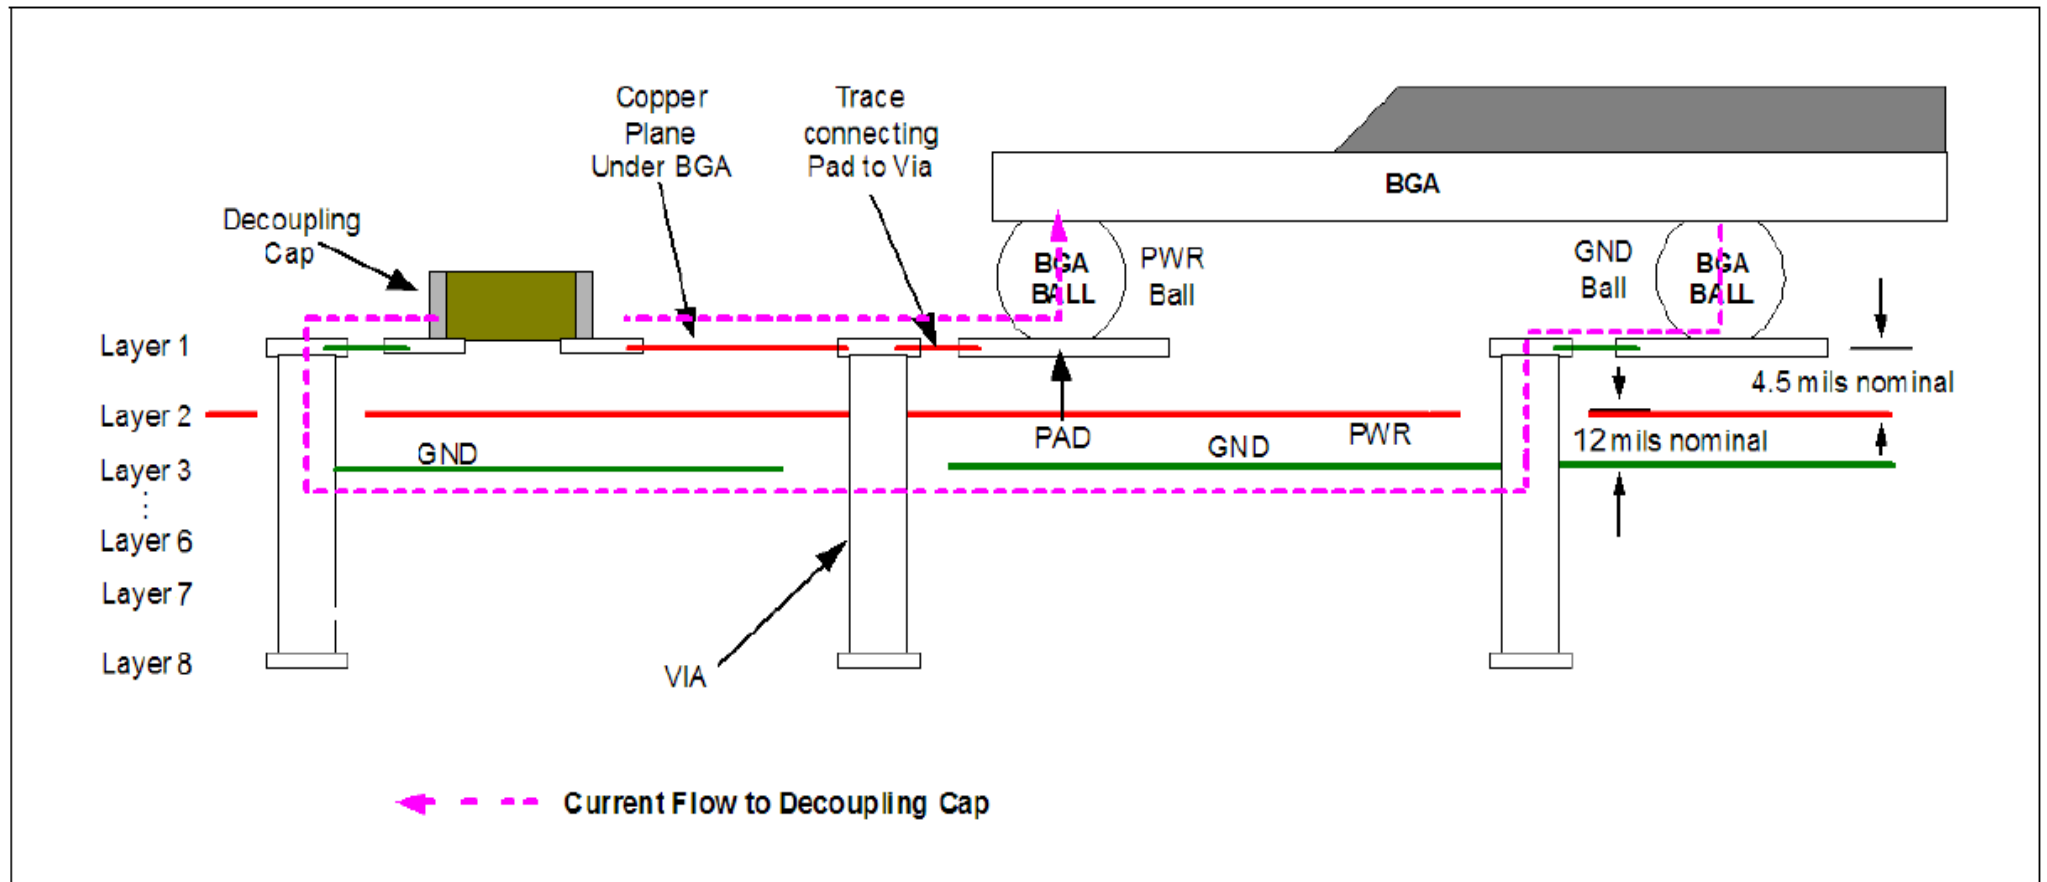 Copper
Plane
Under BGA
Trace
connecting
Pad to Via
BGA
Decoupling
Cap
BGA
BALL
PWR
Ball
GND
Ball
BGA
BALL
Layer 1
4.5 mils nominal
Layer 2
PAD
PWR
12 mils nominal
GND
GND
Layer 3
Layer 6
Layer 7
Layer 8
VIA
Current Flow to Decoupling Cap